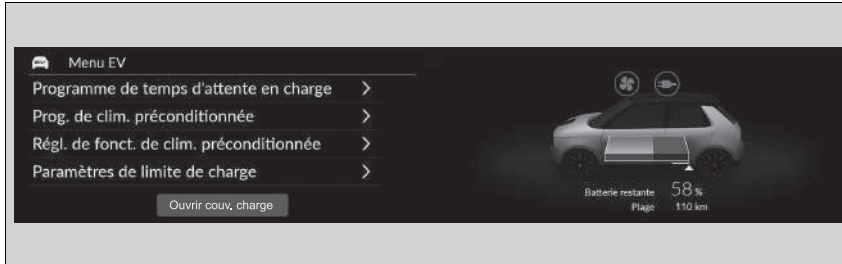 Menu EV
Programme de temps d'attente en charge
Prog. de clim. préconditionnée
Régl. de fonct. de clim. préconditionnée
Paramètres de limite de charge
Ouvrir couv. charge
Batterie restante 58 %
Plage 110 km